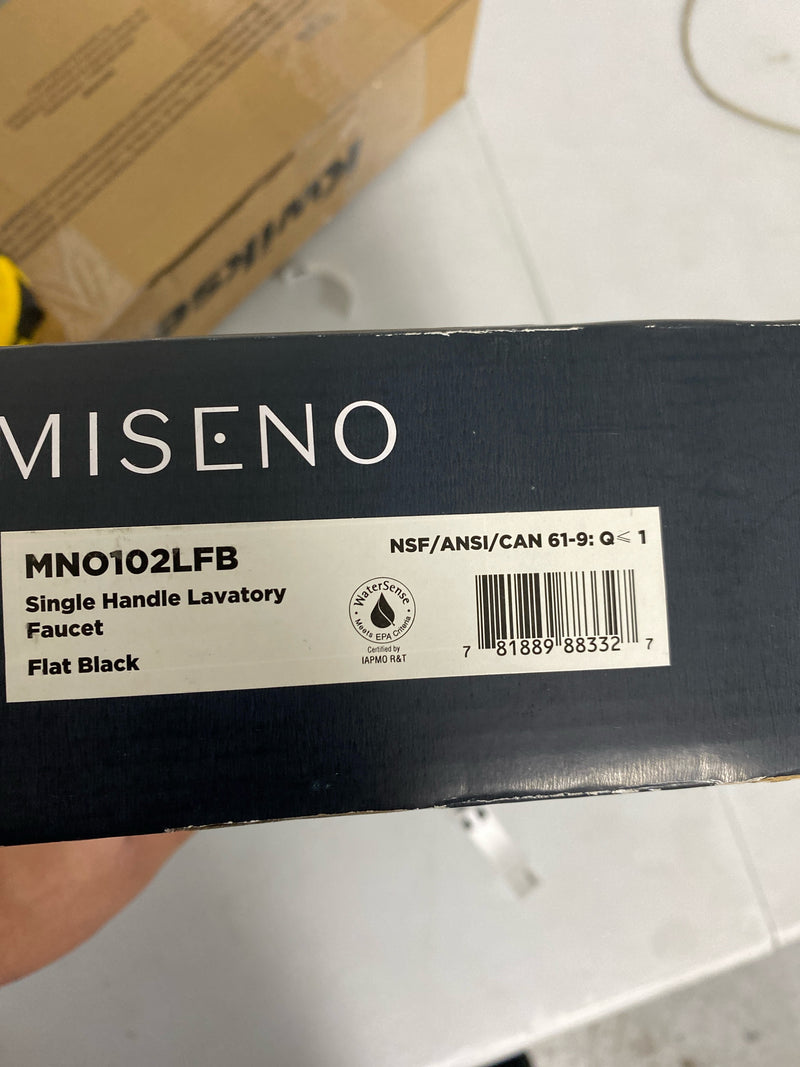 Kwikse
MISENO
MNO102LFB
Single Handle Lavatory
Faucet
Flat Black
NSF/ANSI/CAN 61-9: Q≤ 1
WaterSense
Meets EPA Criteria
Certified by
IAPMO R&T
7 81889 88332 7